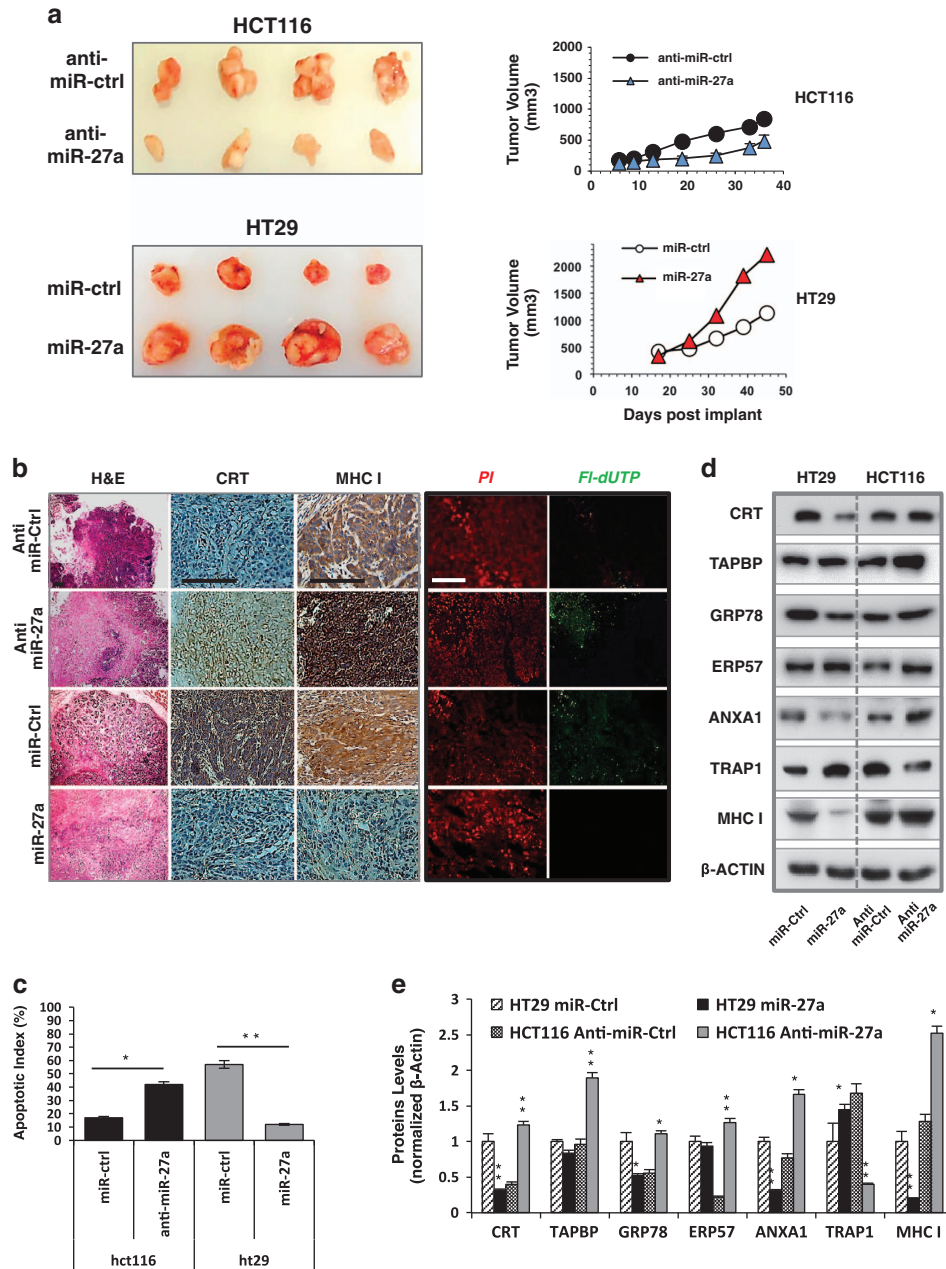 a
HCT116
anti-
miR-ctrl
anti-
miR-27a
HT29
miR-ctrl
miR-27a
Tumor Volume
(mm3)
2000
1500
1000
500
0
0 10 20 30 40
anti-miR-ctrl
anti-miR-27a
HCT116
Tumor Volume
(mm3)
2000
1500
1000
500
0
0 10 20 30 40 50
miR-ctrl
miR-27a
HT29
Days post implant
b
H&E CRT MHC I PI Fl-dUTP
Anti
miR-Ctrl
Anti
miR-27a
miR-Ctrl
miR-27a
d
HT29 HCT116
CRT
TAPBP
GRP78
ERP57
ANXA1
TRAP1
MHC I
β-ACTIN
miR-Ctrl
miR-27a
Anti
miR-Ctrl
Anti
miR-27a
c
Apoptotic Index (%)
100
90
80
70
60
50
40
30
20
10
0
*
**
miR-ctrl
anti-miR-27a
miR-ctrl
miR-27a
hct116 ht29
e
Proteins Levels
(normalized β-Actin)
3
2.5
2
1.5
1
0.5
0
HT29 miR-Ctrl HT29 miR-27a
HCT116 Anti-miR-Ctrl HCT116 Anti-miR-27a
** ** ** * * ** ** * * ** ** *
CRT TAPBP GRP78 ERP57 ANXA1 TRAP1 MHC I